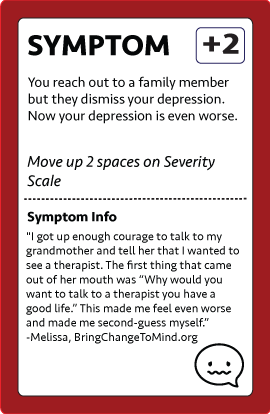 SYMPTOM +2
You reach out to a family member
but they dismiss your depression.
Now your depression is even worse.
Move up 2 spaces on Severity
Scale
Symptom Info
"I got up enough courage to talk to my
grandmother and tell her that I wanted to
see a therapist. The first thing that came
out of her mouth was “Why would you
want to talk to a therapist you have a
good life.” This made me feel even worse
and made me second-guess myself.”
-Melissa, BringChangeToMind.org